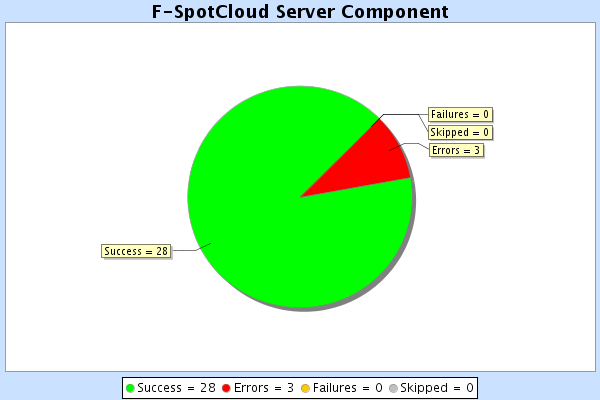 F-SpotCloud Server Component
Failures = 0
Skipped = 0
Errors = 3
Success = 28
Success = 28 Errors = 3 Failures = 0 Skipped = 0